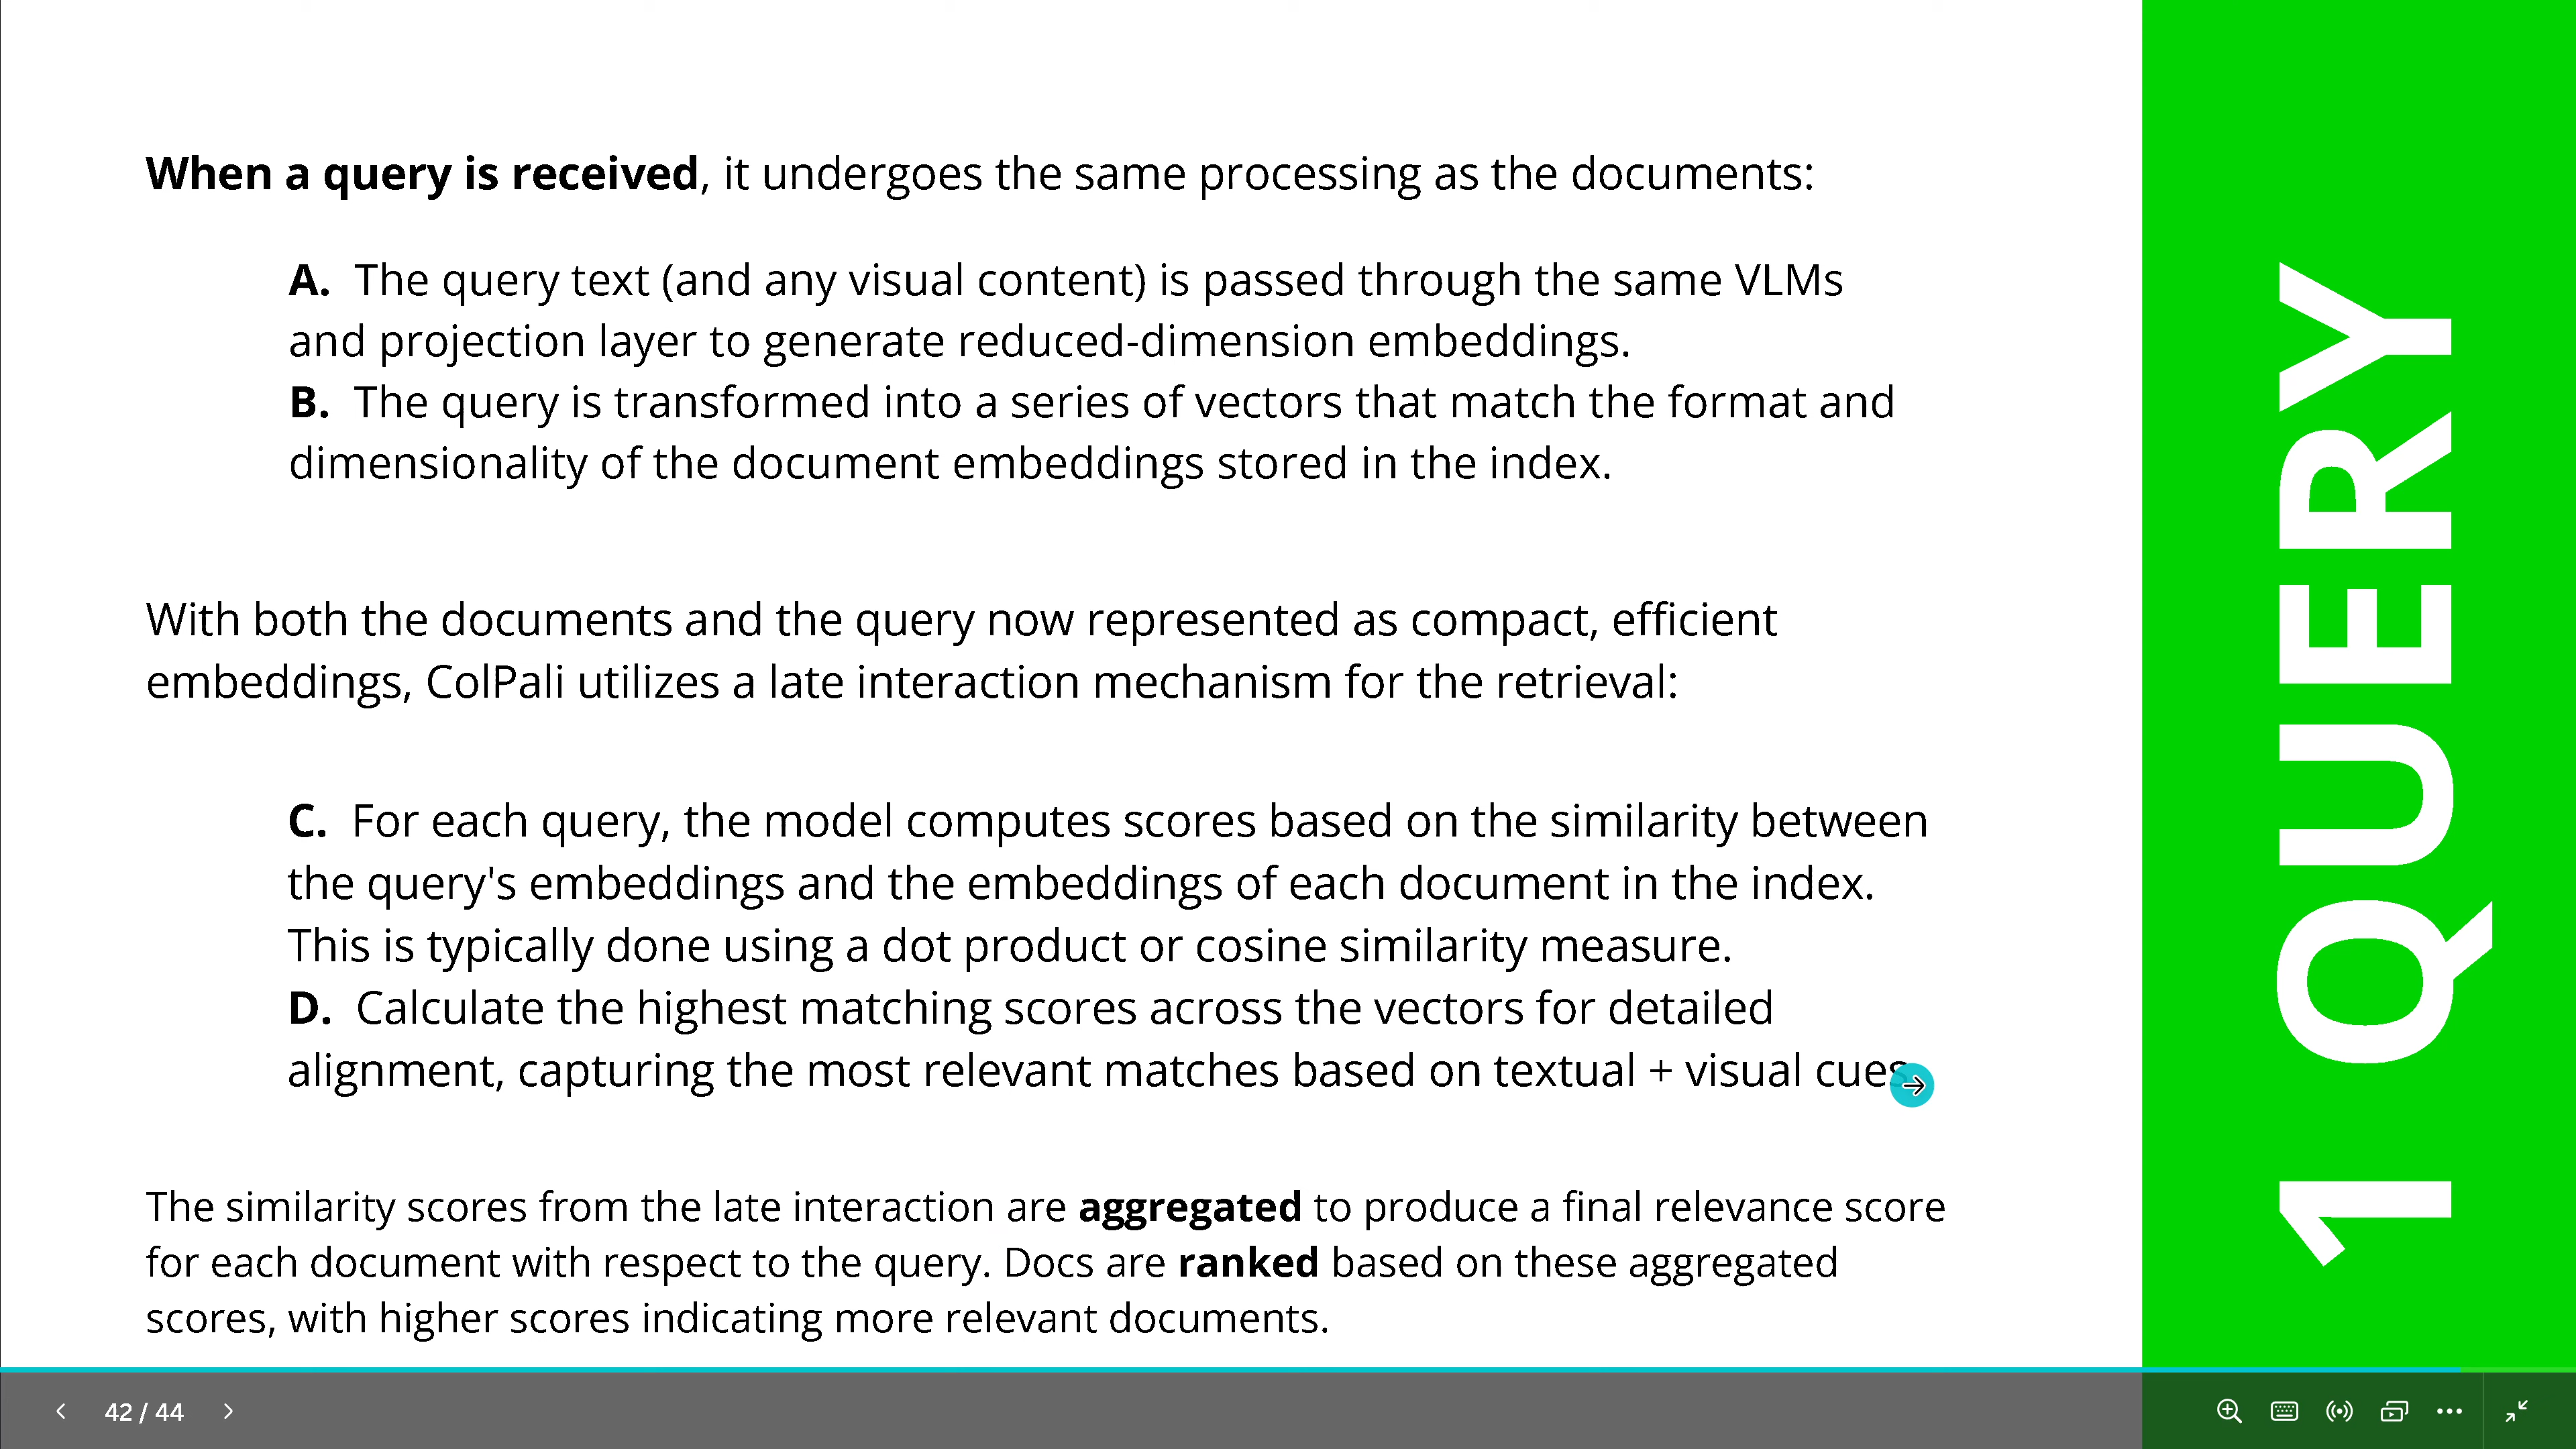 When a query is received, it undergoes the same processing as the documents:
A. The query text (and any visual content) is passed through the same VLMs
and projection layer to generate reduced-dimension embeddings.
B. The query is transformed into a series of vectors that match the format and
dimensionality of the document embeddings stored in the index.
With both the documents and the query now represented as compact, efficient
embeddings, ColPali utilizes a late interaction mechanism for the retrieval:
C. For each query, the model computes scores based on the similarity between
the query's embeddings and the embeddings of each document in the index.
This is typically done using a dot product or cosine similarity measure.
D. Calculate the highest matching scores across the vectors for detailed
alignment, capturing the most relevant matches based on textual + visual cues
The similarity scores from the late interaction are aggregated to produce a final relevance score
for each document with respect to the query. Docs are ranked based on these aggregated
scores, with higher scores indicating more relevant documents.
1 QUERY
42 / 44